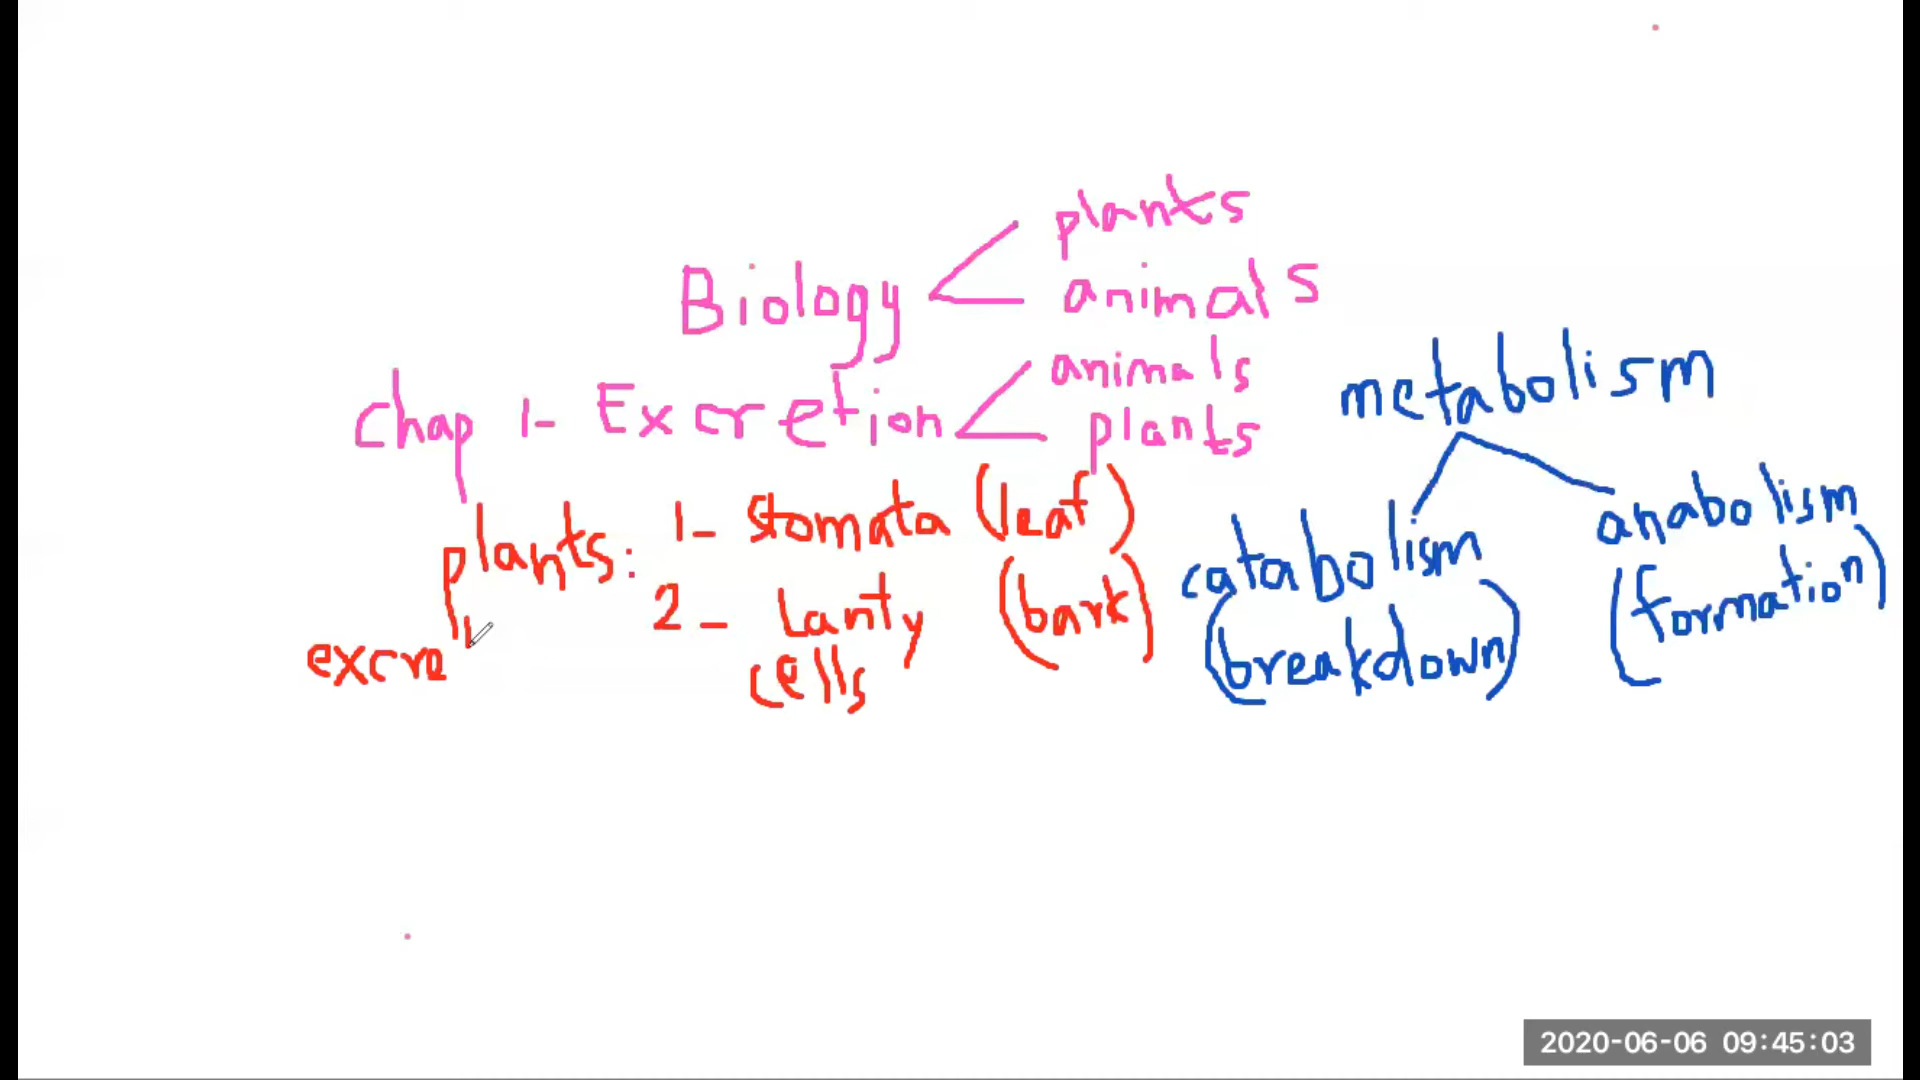 plants
Biology
animals
animals
Chap 1- Excretion
plants
metabolism
catabolism
(breakdown)
anabolism
(formation)
plants: 1- stomata (leaf)
2- Lanty (bark)
cells
excre
2020-06-06 09:45:03